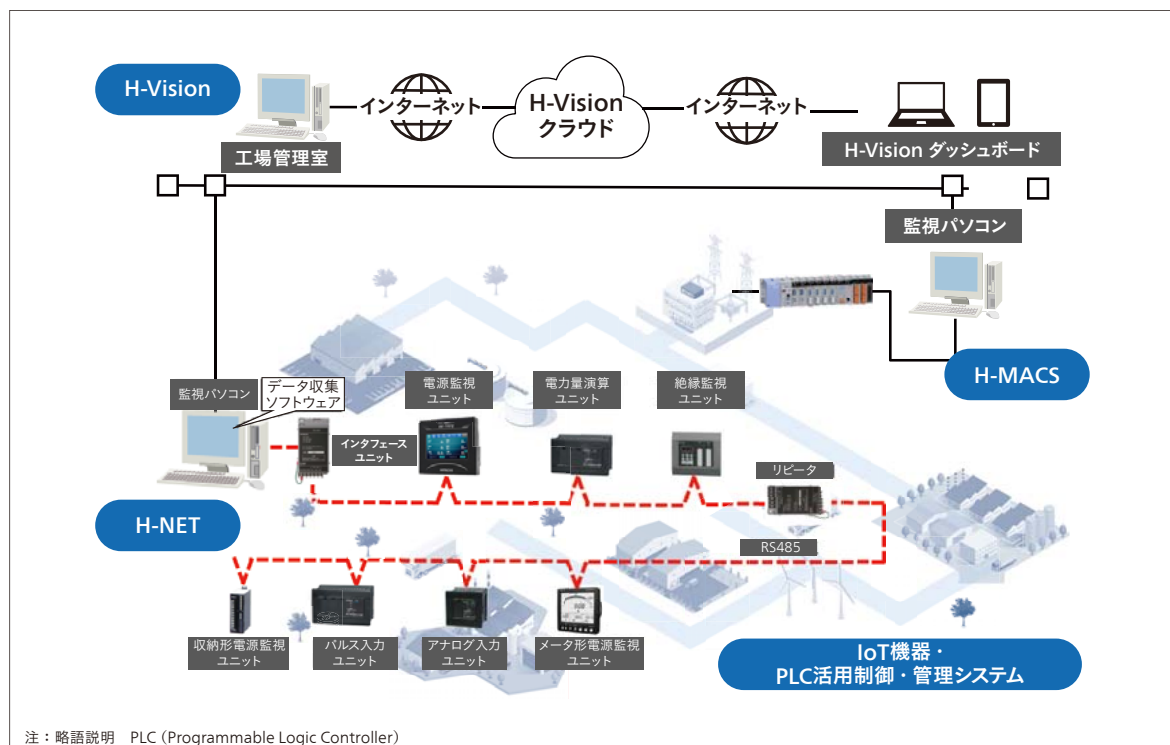 H-Vision
インターネット
H-Vision
クラウド
インターネット
工場管理室
H-Vision ダッシュボード
監視パソコン
H-MACS
監視パソコン
データ収集
ソフトウェア
インタフェース
ユニット
電源監視
ユニット
電力量演算
ユニット
絶縁監視
ユニット
リピータ
H-NET
RS485
収納形電源監視
ユニット
パルス入力
ユニット
アナログ入力
ユニット
メータ形電源監視
ユニット
IoT機器・
PLC活用制御・管理システム
注：略語説明　PLC（Programmable Logic Controller）